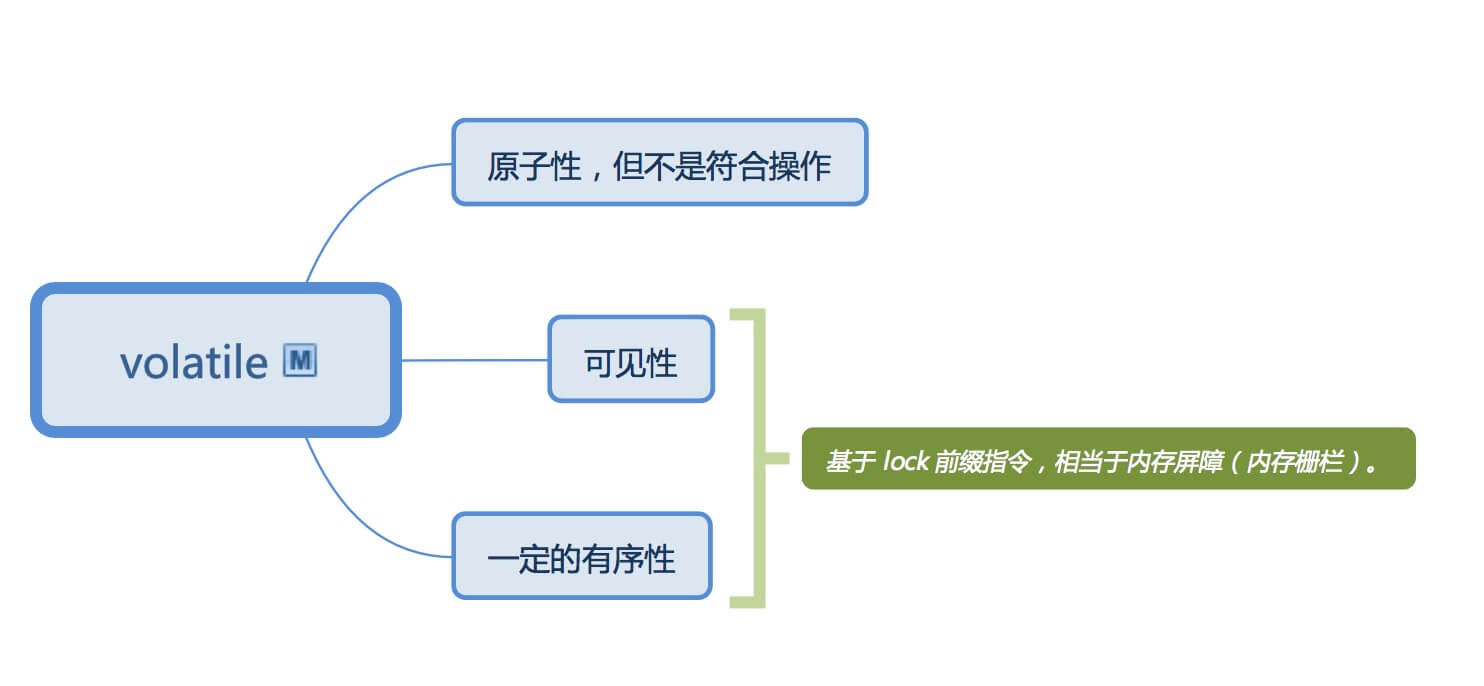 原子性，但不是符合操作
volatile M
可见性
基于 lock 前缀指令，相当于内存屏障（内存栅栏）。
一定的有序性